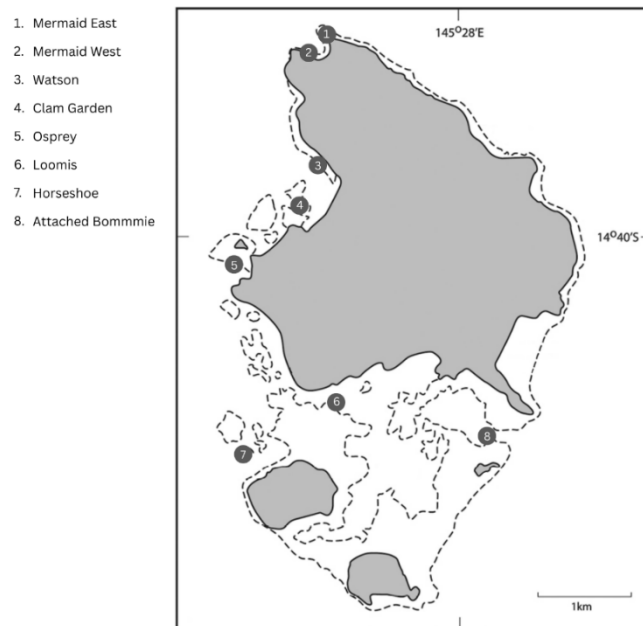 1. Mermaid East
2. Mermaid West
3. Watson
4. Clam Garden
5. Osprey
6. Loomis
7. Horseshoe
8. Attached Bommmie
145°28'E
1
2
3
4
14°40'S
5
6
8
7
1km